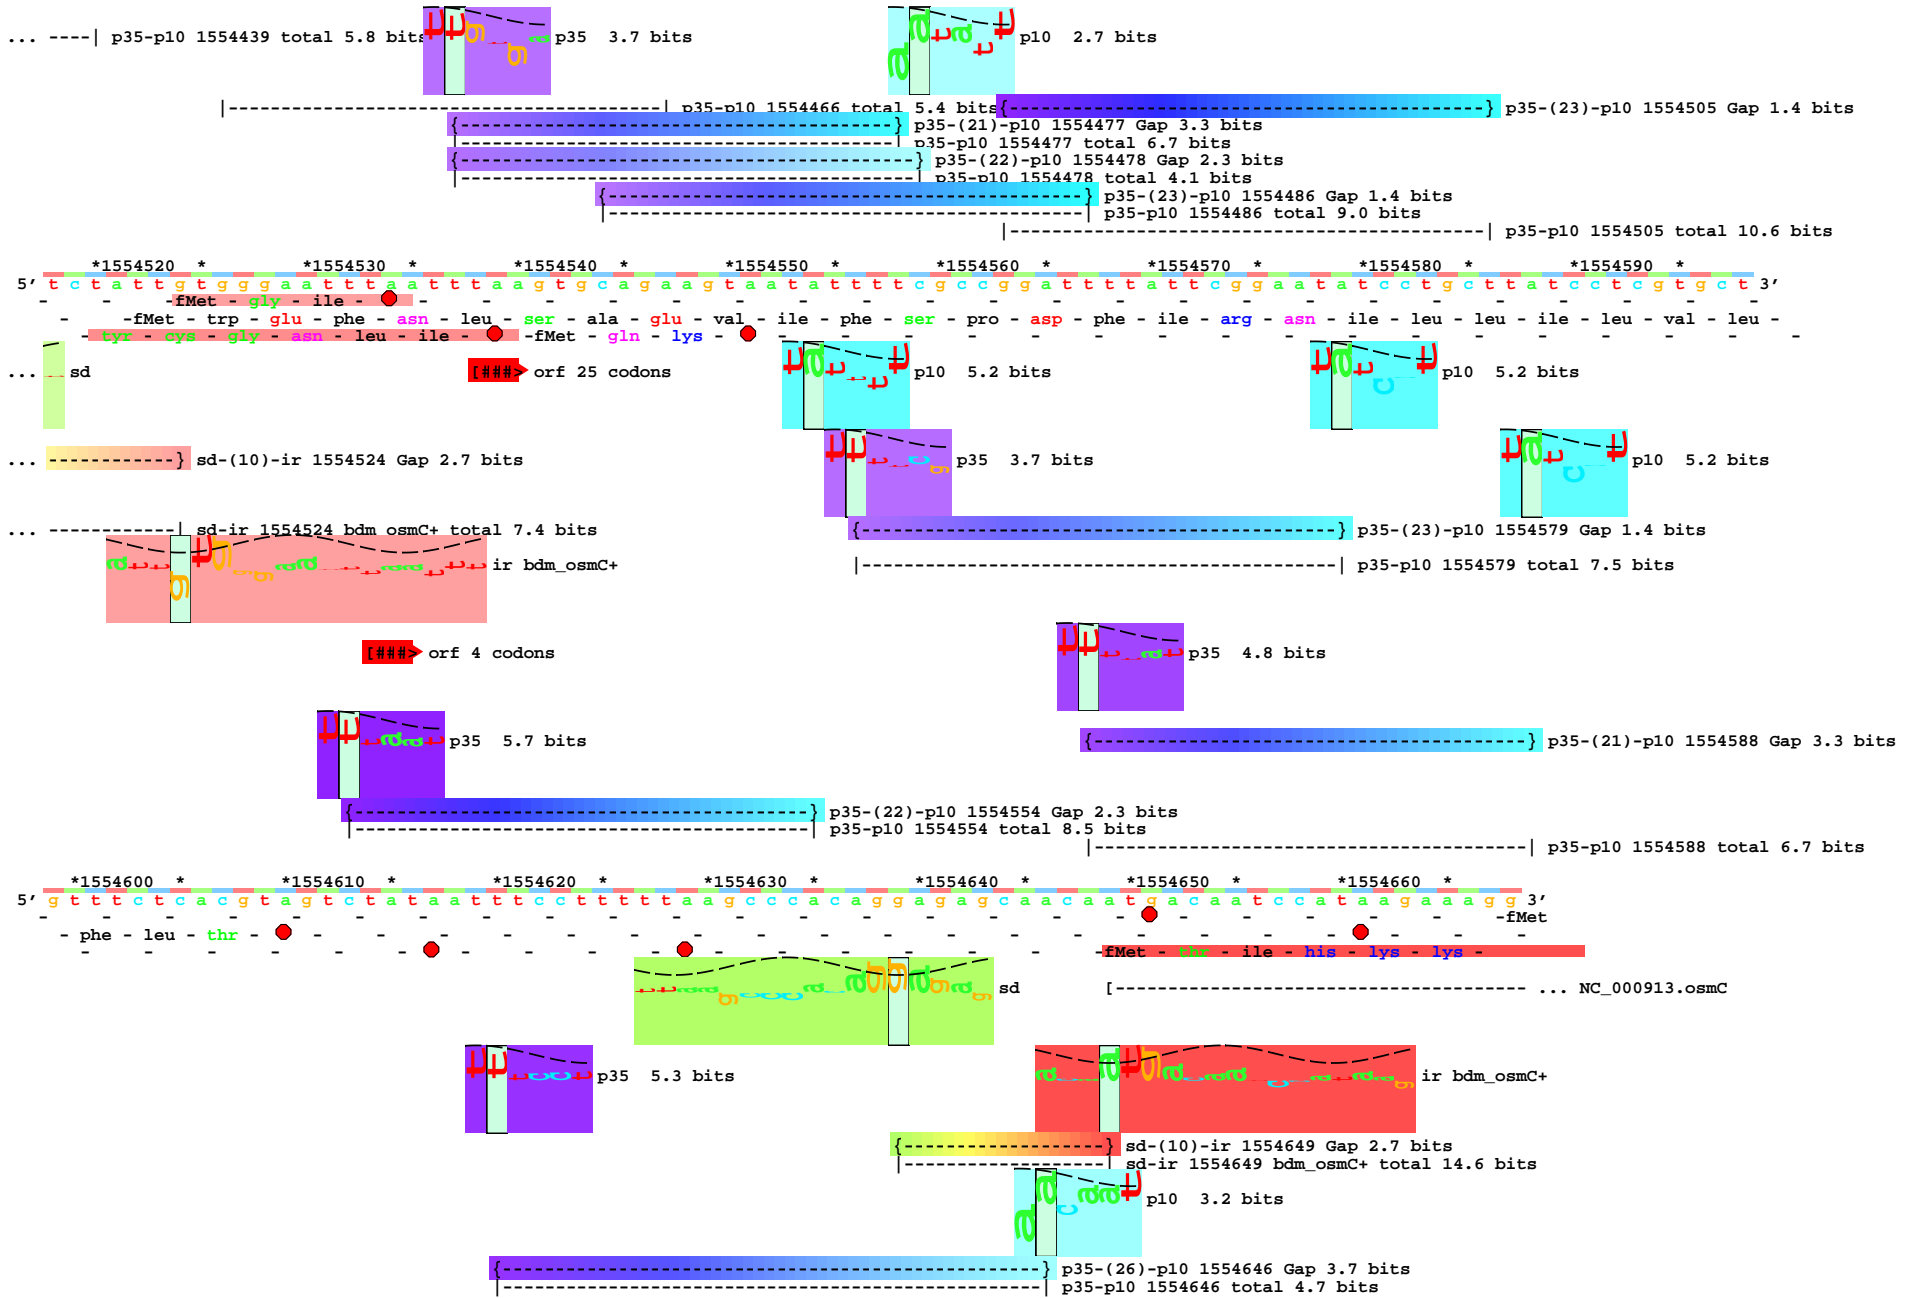 ... ----| p35-p10 1554439 total 5.8 bits p35 3.7 bits p10 2.7 bits
|-----------------------------------------| p35-p10 1554466 total 5.4 bits {---------------------------------------------} p35-(23)-p10 1554505 Gap 1.4 bits
{-----------------------------------------} p35-(21)-p10 1554477 Gap 3.3 bits
|-----------------------------------------| p35-p10 1554477 total 6.7 bits
{-------------------------------------------} p35-(22)-p10 1554478 Gap 2.3 bits
|-------------------------------------------| p35-p10 1554478 total 4.1 bits
{---------------------------------------------} p35-(23)-p10 1554486 Gap 1.4 bits
|---------------------------------------------| p35-p10 1554486 total 9.0 bits
|---------------------------------------------| p35-p10 1554505 total 10.6 bits
*1554520 * *1554530 * *1554540 * *1554550 * *1554560 * *1554570 * *1554580 * *1554590 *
5' t c t a t t g t g g g a a t t t a a t t t a a g t g c a g a a g t a a t a t t t t c g c c g g a t t t t a t t c g g a a t a t c c t g c t t a t c c t c g t g c t 3'
- - -fMet - gly - ile - - - - - - - - - - - - - - - - - - - -
- -fMet - trp - glu - phe - asn - leu - ser - ala - glu - val - ile - phe - ser - pro - asp - phe - ile - arg - asn - ile - leu - leu - ile - leu - val - leu -
- tyr - cys - gly - asn - leu - ile - -fMet - gln - lys - - - - - - - - - - - - - - - - -
... sd [###> orf 25 codons p10 5.2 bits p10 5.2 bits
... -----------} sd-(10)-ir 1554524 Gap 2.7 bits p35 3.7 bits p10 5.2 bits
... -----------| sd-ir 1554524 bdm_osmC+ total 7.4 bits {---------------------------------------------} p35-(23)-p10 1554579 Gap 1.4 bits
ir bdm_osmC+ |---------------------------------------------| p35-p10 1554579 total 7.5 bits
[###> orf 4 codons p35 4.8 bits
p35 5.7 bits {-----------------------------------------} p35-(21)-p10 1554588 Gap 3.3 bits
{-------------------------------------------} p35-(22)-p10 1554554 Gap 2.3 bits
|-------------------------------------------| p35-p10 1554554 total 8.5 bits
|-----------------------------------------| p35-p10 1554588 total 6.7 bits
*1554600 * *1554610 * *1554620 * *1554630 * *1554640 * *1554650 * *1554660 *
5' g t t t c t c a c g t a g t c t a t a a t t t c c t t t t t a a g c c c a c a g g a g a g c a a c a a t g a c a a t c c a t a a g a a a g g 3'
- - - - - - - - - - - - - - - - - - - - - -fMet
- phe - leu - thr - - - - - - - - - - - - - - - - - -
- - - - - - - - - - - - - -fMet - thr - ile - his - lys - lys -
sd [--------------------------------------- ... NC_000913.osmC
p35 5.3 bits ir bdm_osmC+
{-------------------} sd-(10)-ir 1554649 Gap 2.7 bits
|-------------------| sd-ir 1554649 bdm_osmC+ total 14.6 bits
p10 3.2 bits
{---------------------------------------------------} p35-(26)-p10 1554646 Gap 3.7 bits
|---------------------------------------------------| p35-p10 1554646 total 4.7 bits